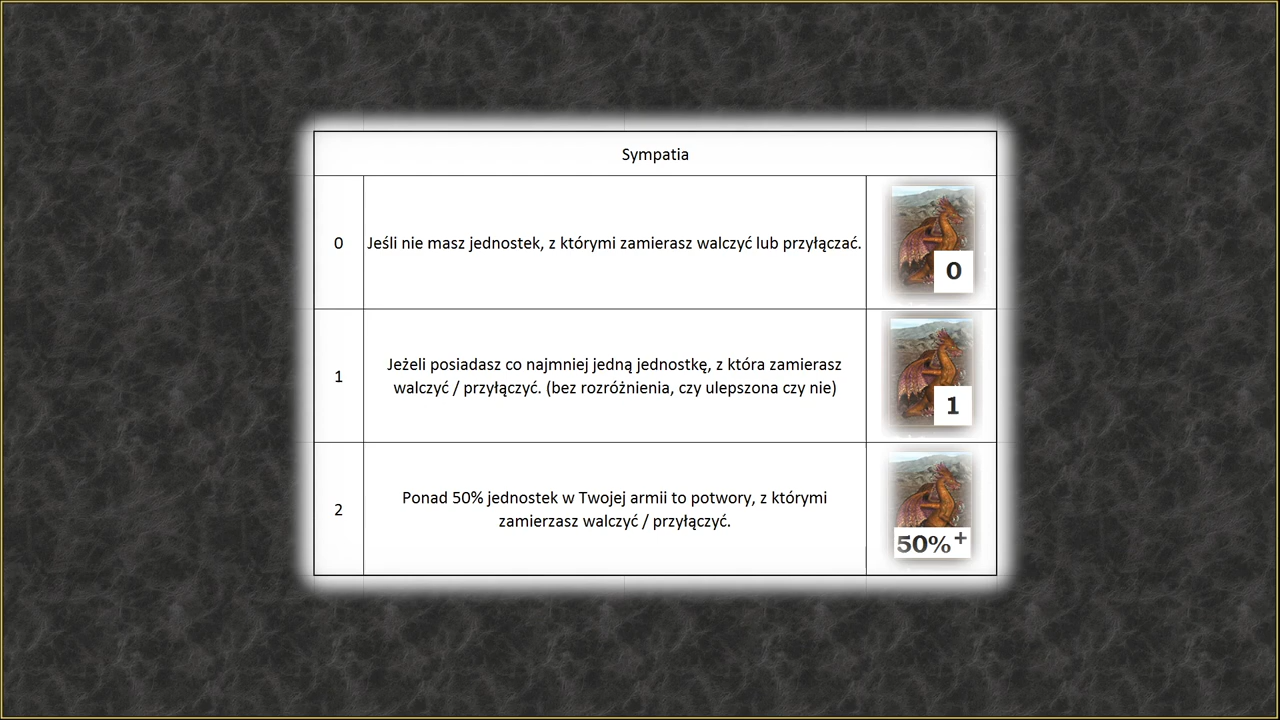 Sympatia
0
Jeśli nie masz jednostek, z którymi zamierasz walczyć lub przyłączać.
0
1
Jeżeli posiadasz co najmniej jedną jednostkę, z która zamierasz
walczyć / przyłączyć. (bez rozróżnienia, czy ulepszona czy nie)
1
2
Ponad 50% jednostek w Twojej armii to potwory, z którymi
zamierzasz walczyć / przyłączyć.
50%+